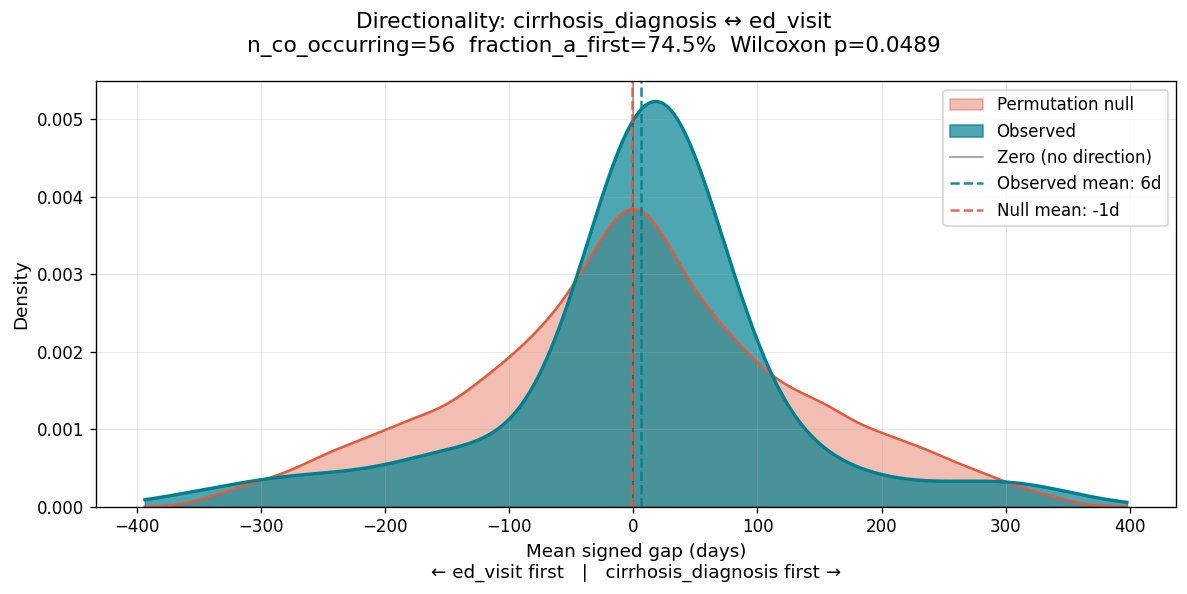 Directionality: cirrhosis_diagnosis ↔ ed_visit
n_co_occurring=56  fraction_a_first=74.5%  Wilcoxon p=0.0489
Permutation null
Observed
Zero (no direction)
Observed mean: 6d
Null mean: -1d
Density
0.005
0.004
0.003
0.002
0.001
0.000
−400
−300
−200
−100
0
100
200
300
400
Mean signed gap (days)
← ed_visit first   |   cirrhosis_diagnosis first →